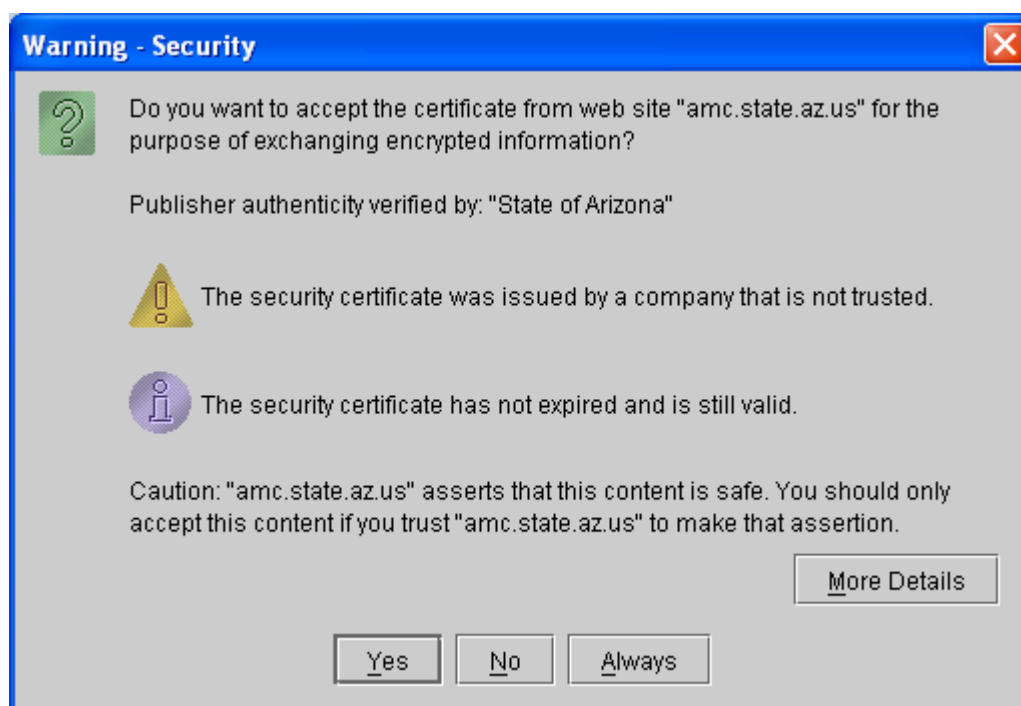 Warning - Security
Do you want to accept the certificate from web site "amc.state.az.us" for the
purpose of exchanging encrypted information?
Publisher authenticity verified by: "State of Arizona"
The security certificate was issued by a company that is not trusted.
The security certificate has not expired and is still valid.
Caution: "amc.state.az.us" asserts that this content is safe. You should only
accept this content if you trust "amc.state.az.us" to make that assertion.
More Details
Yes No Always